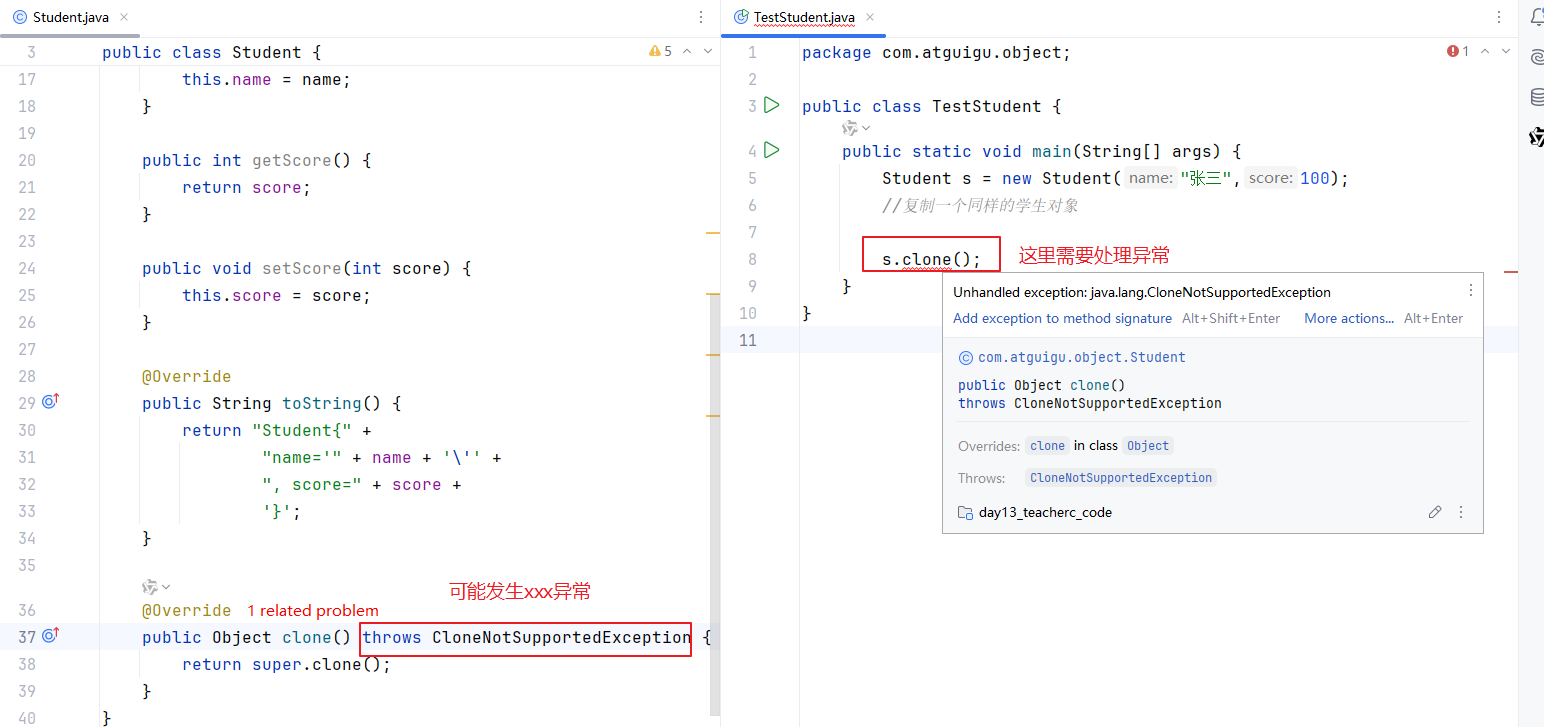 Student.java
3 public class Student {
5
17 this.name = name;
18 }
19
20 public int getScore() {
21 return score;
22 }
23
24 public void setScore(int score) {
25 this.score = score;
26 }
27
28 @Override
29 public String toString() {
30 return "Student{" +
31 "name='" + name + '\'' +
32 ", score=" + score +
33 '}';
34 }
35
可能发生xxx异常
36 @Override 1 related problem
37 public Object clone() throws CloneNotSupportedException {
38 return super.clone();
39 }
40 }
TestStudent.java
1 package com.atguigu.object;
1
2
3 public class TestStudent {
4 public static void main(String[] args) {
5 Student s = new Student( name: "张三", score: 100);
6 //复制一个同样的学生对象
7
8 s.clone(); 这里需要处理异常
9 }
10 }
11
Unhandled exception: java.lang.CloneNotSupportedException
Add exception to method signature Alt+Shift+Enter More actions... Alt+Enter
com.atguigu.object.Student
public Object clone()
throws CloneNotSupportedException
Overrides: clone in class Object
Throws: CloneNotSupportedException
day13_teacherc_code